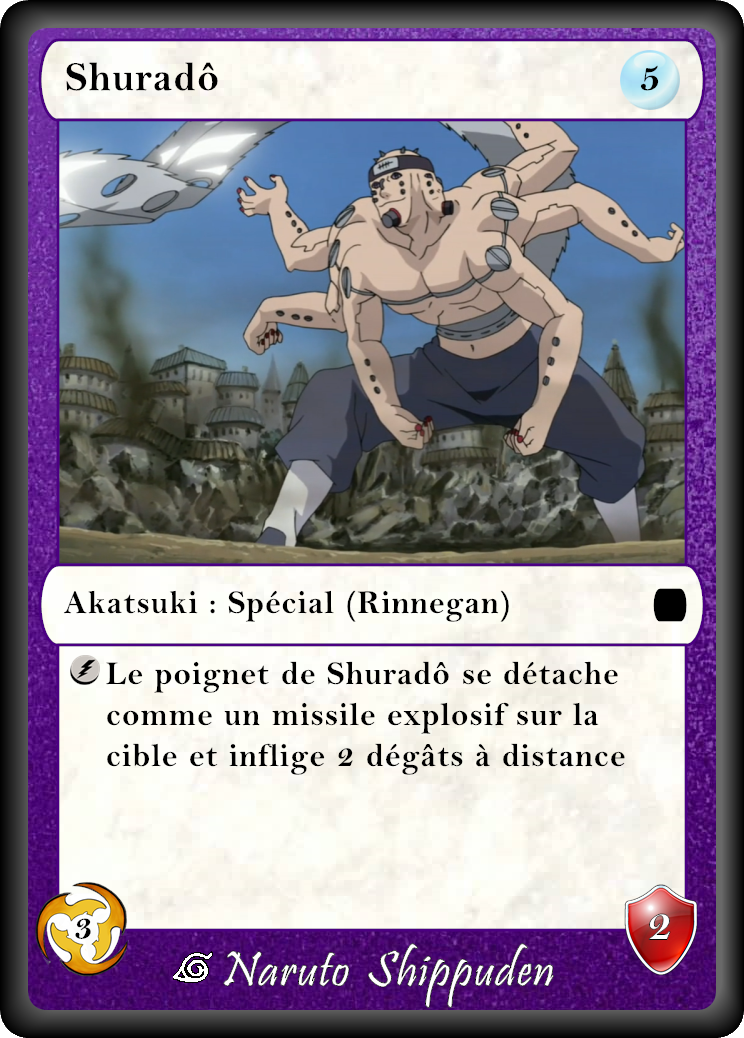 Shuradô
5
Akatsuki : Spécial (Rinnegan)
Le poignet de Shuradô se détache
comme un missile explosif sur la
cible et inflige 2 dégâts à distance
3
2
Naruto Shippuden